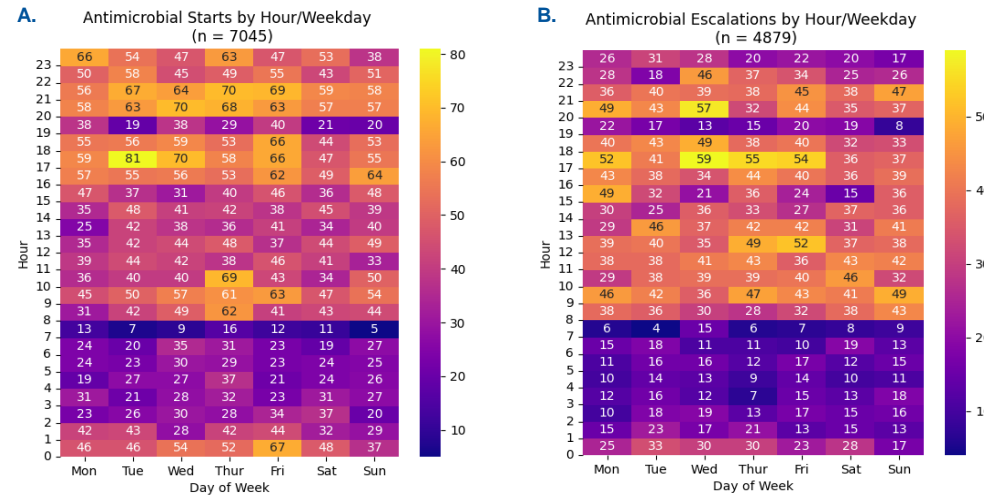 A.
Antimicrobial Starts by Hour/Weekday
(n = 7045)
23 66 54 47 63 47 53 38
22 50 58 45 49 55 43 51
21 56 67 64 70 69 59 58
20 58 63 70 68 63 57 57
19 38 19 38 29 40 21 20
18 55 56 59 53 66 44 53
17 59 81 70 58 66 47 55
16 57 55 56 53 62 49 64
15 47 37 31 40 46 36 48
14 35 48 41 42 38 45 39
13 25 42 38 36 41 34 40
12 35 42 44 48 37 44 49
11 39 44 42 38 46 41 33
10 36 40 40 69 43 34 50
9 45 50 57 61 63 47 54
8 31 42 49 62 41 43 44
7 13 7 9 16 12 11 5
6 24 20 35 31 23 19 27
5 24 23 30 29 23 24 25
4 19 27 27 37 21 24 26
3 31 21 28 32 23 31 27
2 23 26 30 28 34 37 20
1 42 43 28 42 44 32 29
0 46 46 54 52 67 48 37
Hour
Mon Tue Wed Thur Fri Sat Sun
Day of Week
80
70
60
50
40
30
20
10
B.
Antimicrobial Escalations by Hour/Weekday
(n = 4879)
23 26 31 28 20 22 20 17
22 28 18 46 37 34 25 26
21 36 40 39 38 45 38 47
20 49 43 57 32 44 35 37
19 22 17 13 15 20 19 8
18 40 43 49 38 40 32 33
17 52 41 59 55 54 36 37
16 43 38 34 44 40 36 39
15 49 32 21 36 24 15 36
14 30 25 36 33 27 37 36
13 29 46 37 42 32 31 41
12 39 40 35 49 52 37 38
11 38 38 41 43 36 43 42
10 29 38 39 39 40 46 32
9 46 42 36 47 43 41 49
8 38 36 30 28 32 38 43
7 6 4 15 6 7 8 9
6 15 18 11 11 10 19 13
5 11 16 16 12 17 12 15
4 10 14 13 9 14 10 11
3 12 16 12 7 15 13 18
2 10 18 19 13 17 15 16
1 15 23 17 21 13 15 13
0 25 33 30 30 23 28 17
Hour
Mon Tue Wed Thur Fri Sat Sun
Day of Week
50
40
30
20
10